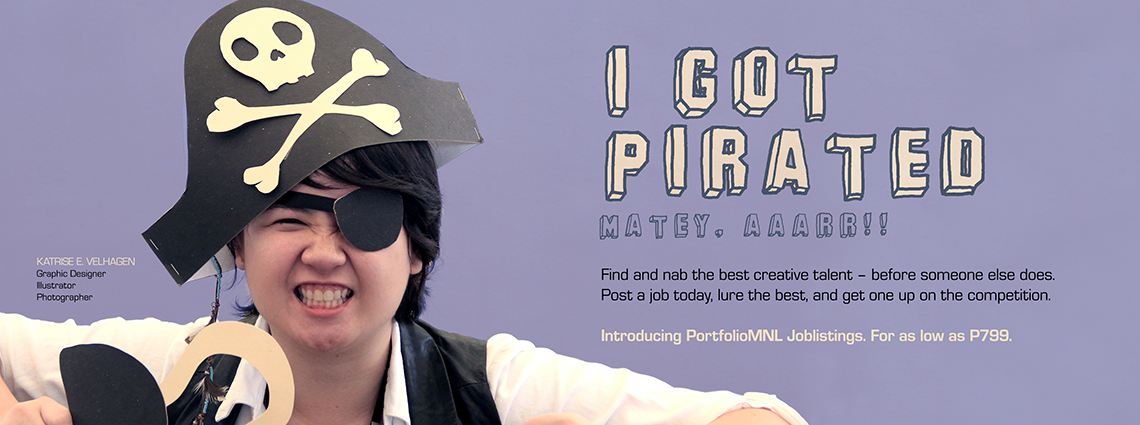 KATRISE E. VELHAGEN
Graphic Designer
Illustrator
Photographer
I GOT
PIRATED
MATEY, AAARR!!
Find and nab the best creative talent – before someone else does.
Post a job today, lure the best, and get one up on the competition.
Introducing PortfolioMNL Joblistings. For as low as P799.